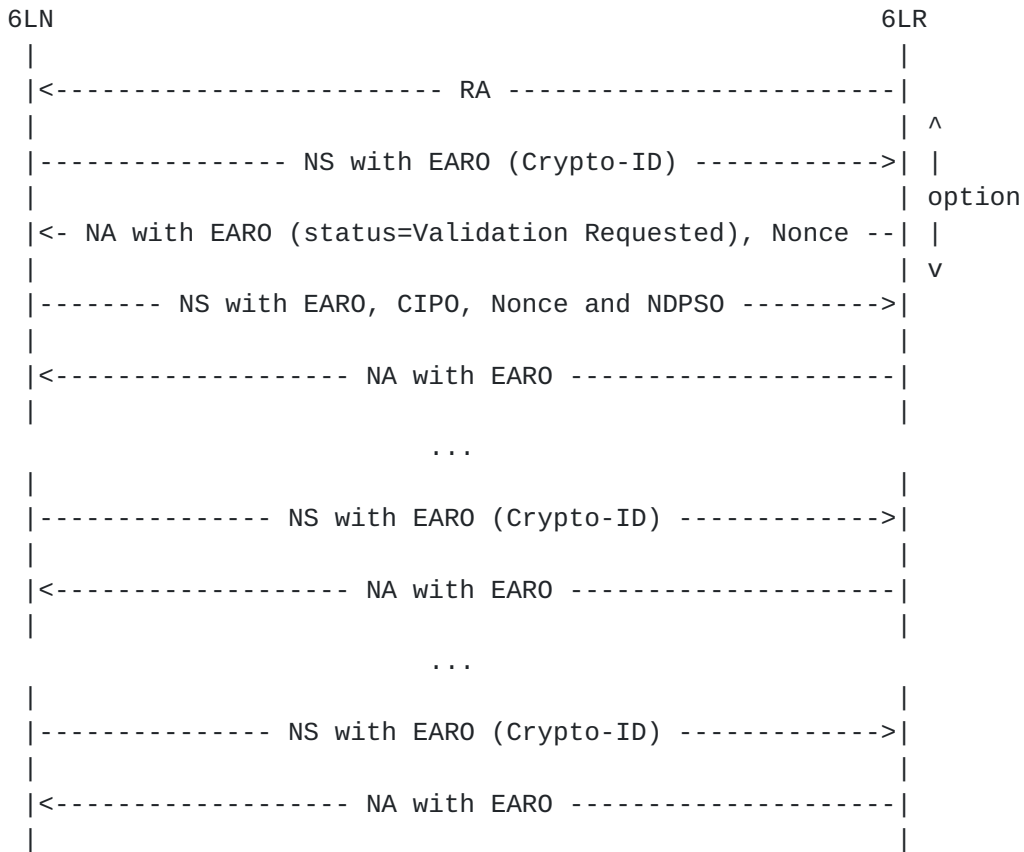 6LN                                                     6LR
 |                                                       |
 |<------------------------- RA -------------------------|
 |                                                       | ^
 |---------------- NS with EARO (Crypto-ID) ------------>| |
 |                                                       | option
 |<- NA with EARO (status=Validation Requested), Nonce --| |
 |                                                       | v
 |-------- NS with EARO, CIPO, Nonce and NDPSO --------->|
 |                                                       |
 |<------------------- NA with EARO ---------------------|
 |                                                       |
                           ...
 |                                                       |
 |--------------- NS with EARO (Crypto-ID) ------------->|
 |                                                       |
 |<------------------- NA with EARO ---------------------|
 |                                                       |
                           ...
 |                                                       |
 |--------------- NS with EARO (Crypto-ID) ------------->|
 |                                                       |
 |<------------------- NA with EARO ---------------------|
 |                                                       |